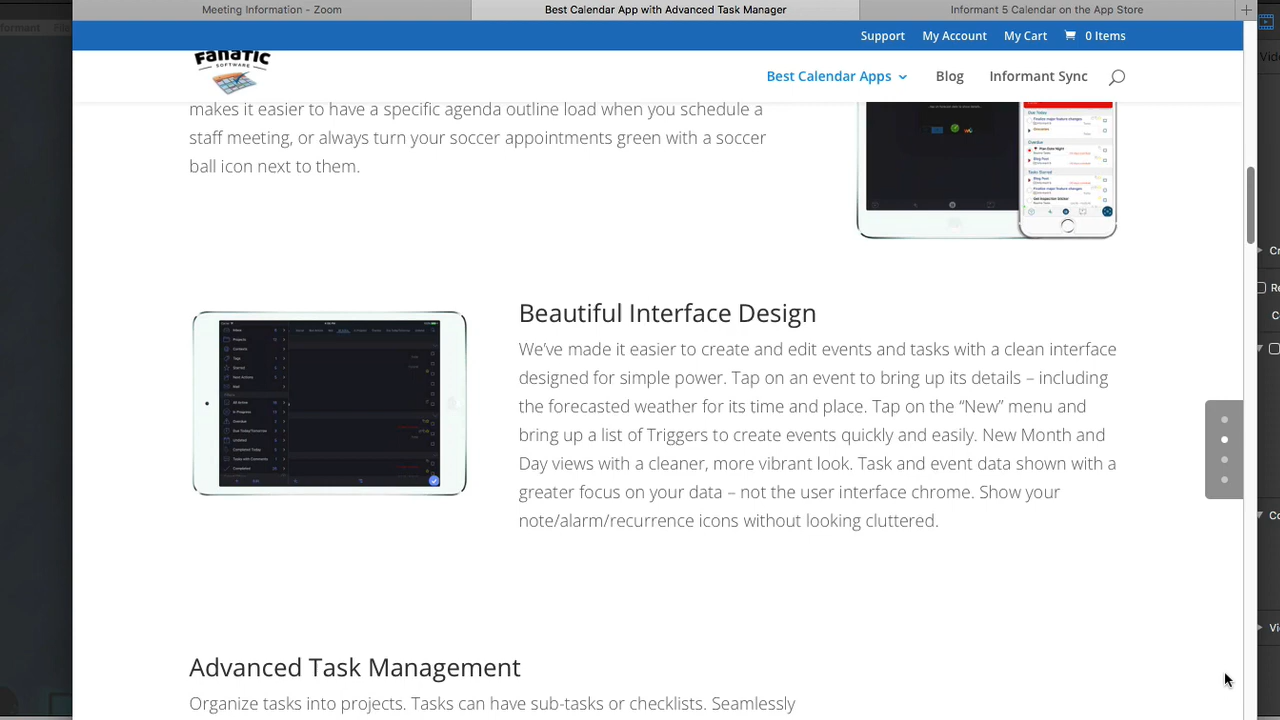 Meeting Information - Zoom
Best Calendar App with Advanced Task Manager
Informant 5 Calendar on the App Store
Support
My Account
My Cart
0 Items
FANATIC
SOFTWARE
Best Calendar Apps
Blog
Informant Sync
makes it easier to have a specific agenda outline load when you schedule a
staff meeting, or always turn your soccer appointments green with a soccer
ball icon next to the
Beautiful Interface Design
We've made it easier to create and edit events and tasks with a clean interface
designed for simple power. Tap on an event to bring up its details – including
the forecasted weather for its time and place. Tap on the “New” menu and
bring up a list of Triggers to create events quickly and easily. New Month and
Day views with a cleaner more vibrant look. Task and event data shown with a
greater focus on your data – not the user interface chrome. Show your
note/alarm/recurrence icons without looking cluttered.
Advanced Task Management
Organize tasks into projects. Tasks can have sub-tasks or checklists. Seamlessly